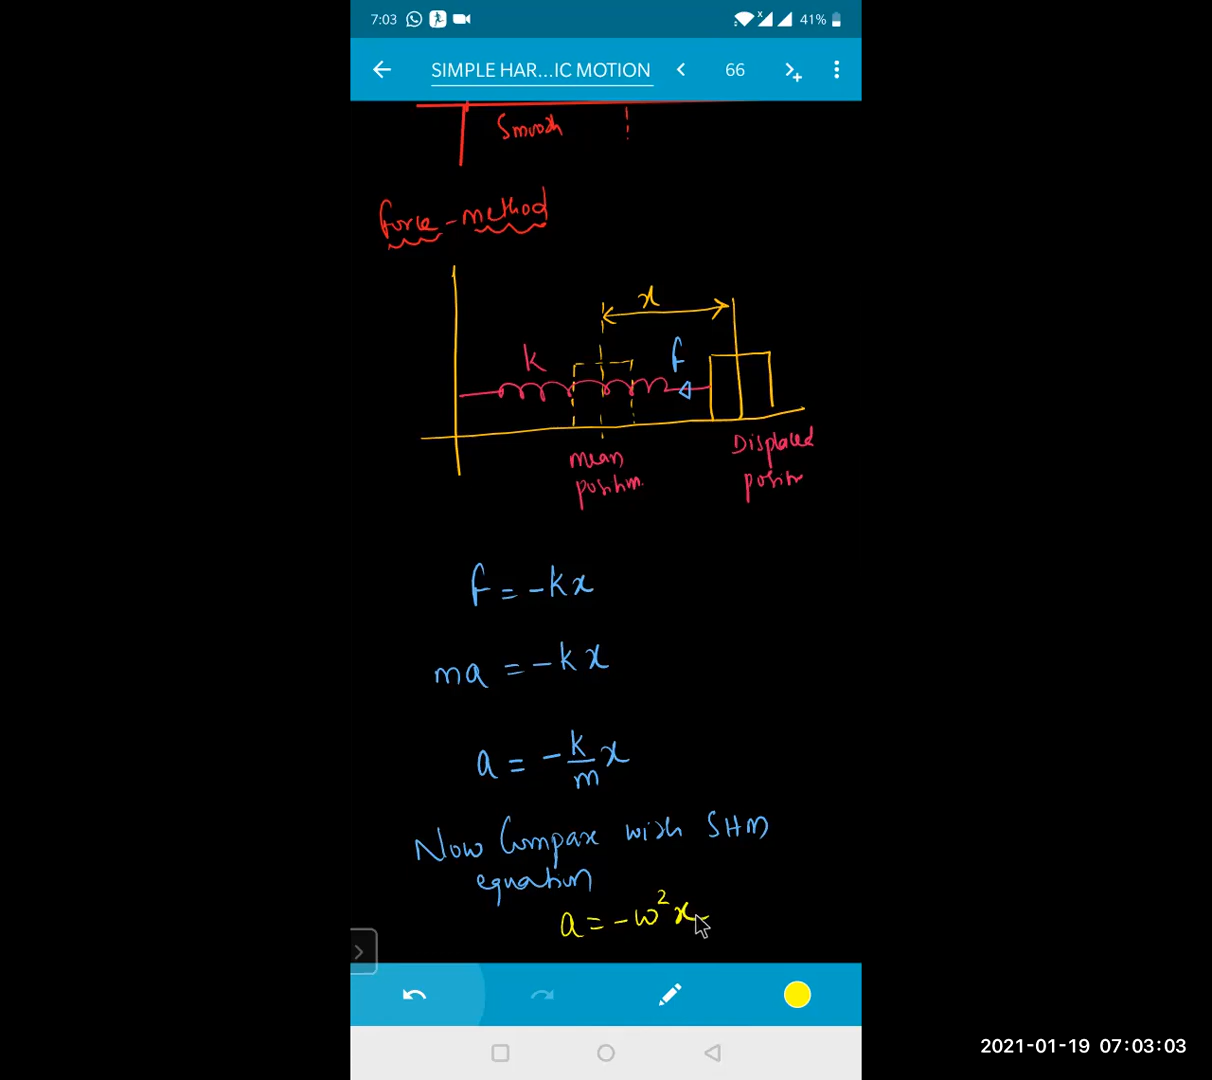 7:03 41%
SIMPLE HAR...IC MOTION 66
Smooth
Force - method
x
k
F
mean
position
Displaced
positn
F = -kx
ma = -kx
a = -k/m x
Now Compare with SHM
equation
a = -ω²x
2021-01-19 07:03:03